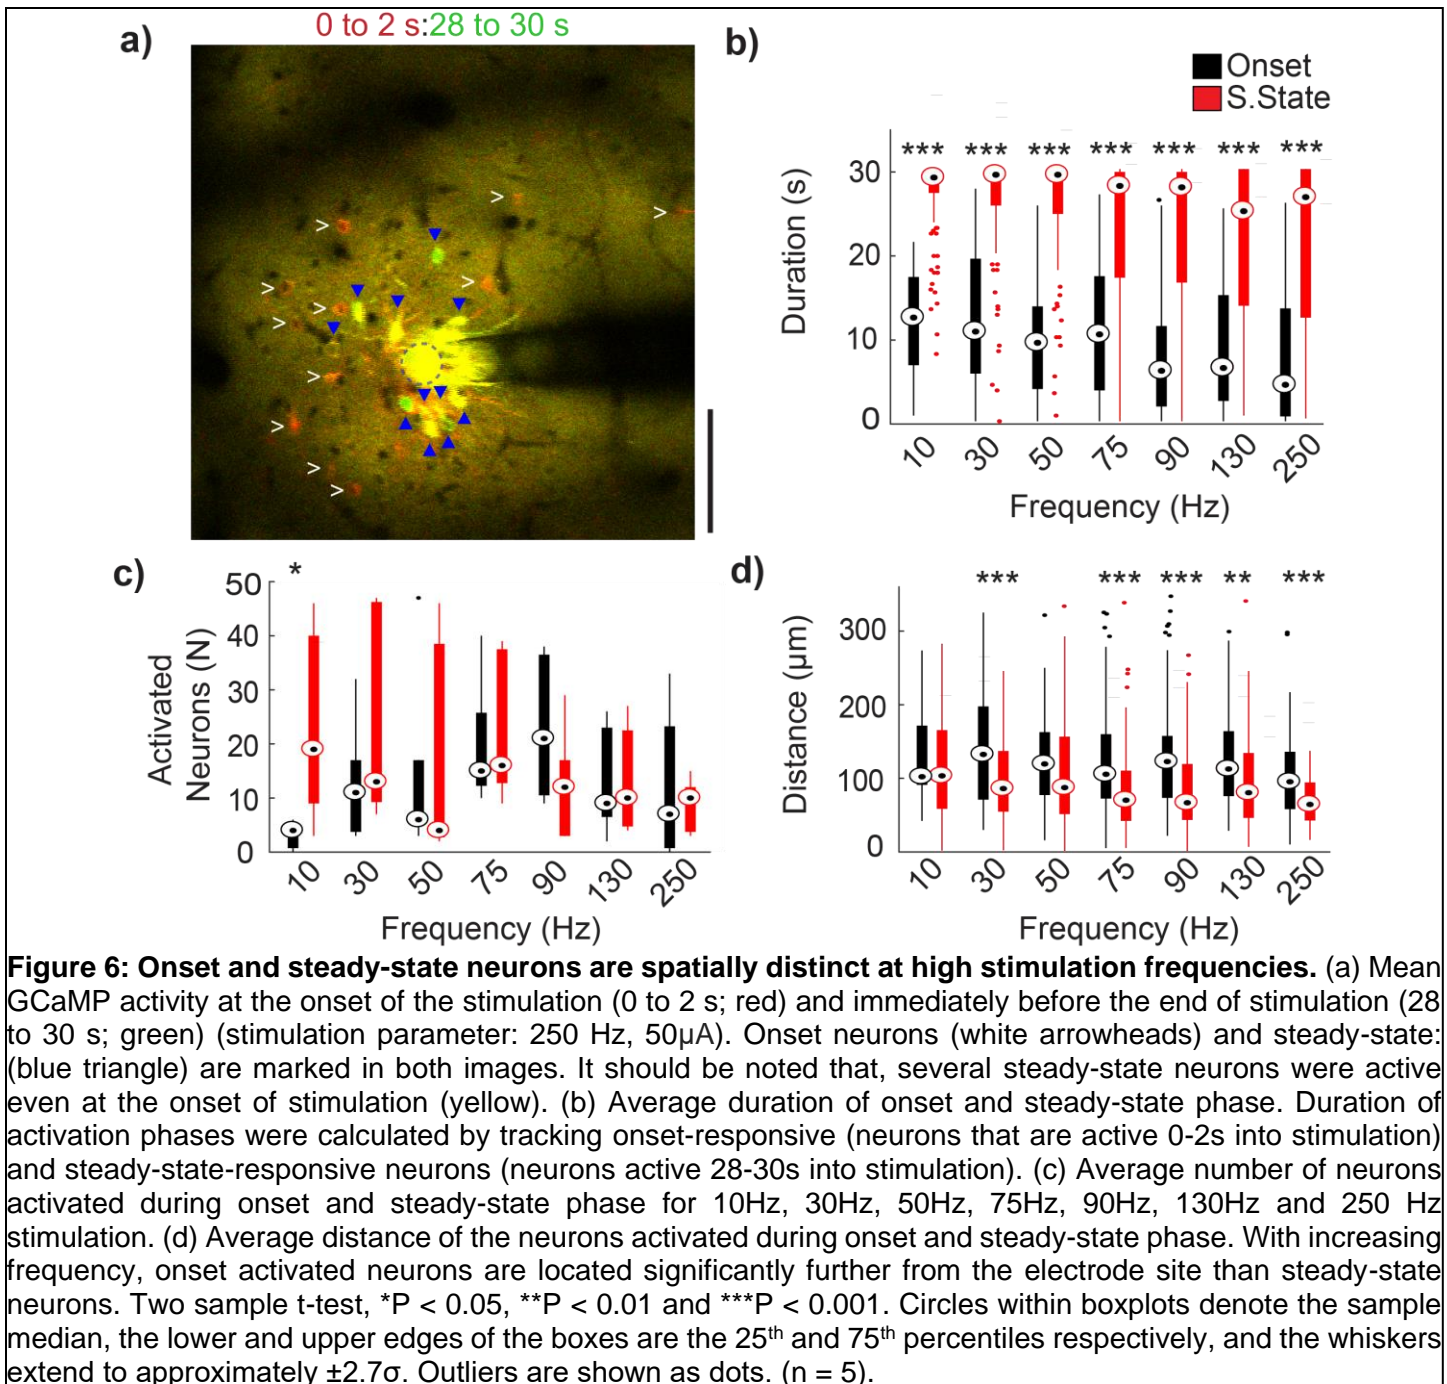 0 to 2 s:28 to 30 s
a)
> > > > > > > > > > >
b)
Onset
S.State
*** *** *** *** *** *** ***
Duration (s)
30
20
10
0
10 30 50 75 90 130 250
Frequency (Hz)
c)
*
Activated
Neurons (N)
50
40
30
20
10
0
10 30 50 75 90 130 250
Frequency (Hz)
d)
*** *** *** ** ***
Distance (µm)
300
200
100
0
10 30 50 75 90 130 250
Frequency (Hz)
Figure 6: Onset and steady-state neurons are spatially distinct at high stimulation frequencies. (a) Mean
GCaMP activity at the onset of the stimulation (0 to 2 s; red) and immediately before the end of stimulation (28
to 30 s; green) (stimulation parameter: 250 Hz, 50µA). Onset neurons (white arrowheads) and steady-state:
(blue triangle) are marked in both images. It should be noted that, several steady-state neurons were active
even at the onset of stimulation (yellow). (b) Average duration of onset and steady-state phase. Duration of
activation phases were calculated by tracking onset-responsive (neurons that are active 0-2s into stimulation)
and steady-state-responsive neurons (neurons active 28-30s into stimulation). (c) Average number of neurons
activated during onset and steady-state phase for 10Hz, 30Hz, 50Hz, 75Hz, 90Hz, 130Hz and 250 Hz
stimulation. (d) Average distance of the neurons activated during onset and steady-state phase. With increasing
frequency, onset activated neurons are located significantly further from the electrode site than steady-state
neurons. Two sample t-test, *P < 0.05, **P < 0.01 and ***P < 0.001. Circles within boxplots denote the sample
median, the lower and upper edges of the boxes are the 25th and 75th percentiles respectively, and the whiskers
extend to approximately ±2.7σ. Outliers are shown as dots. (n = 5).